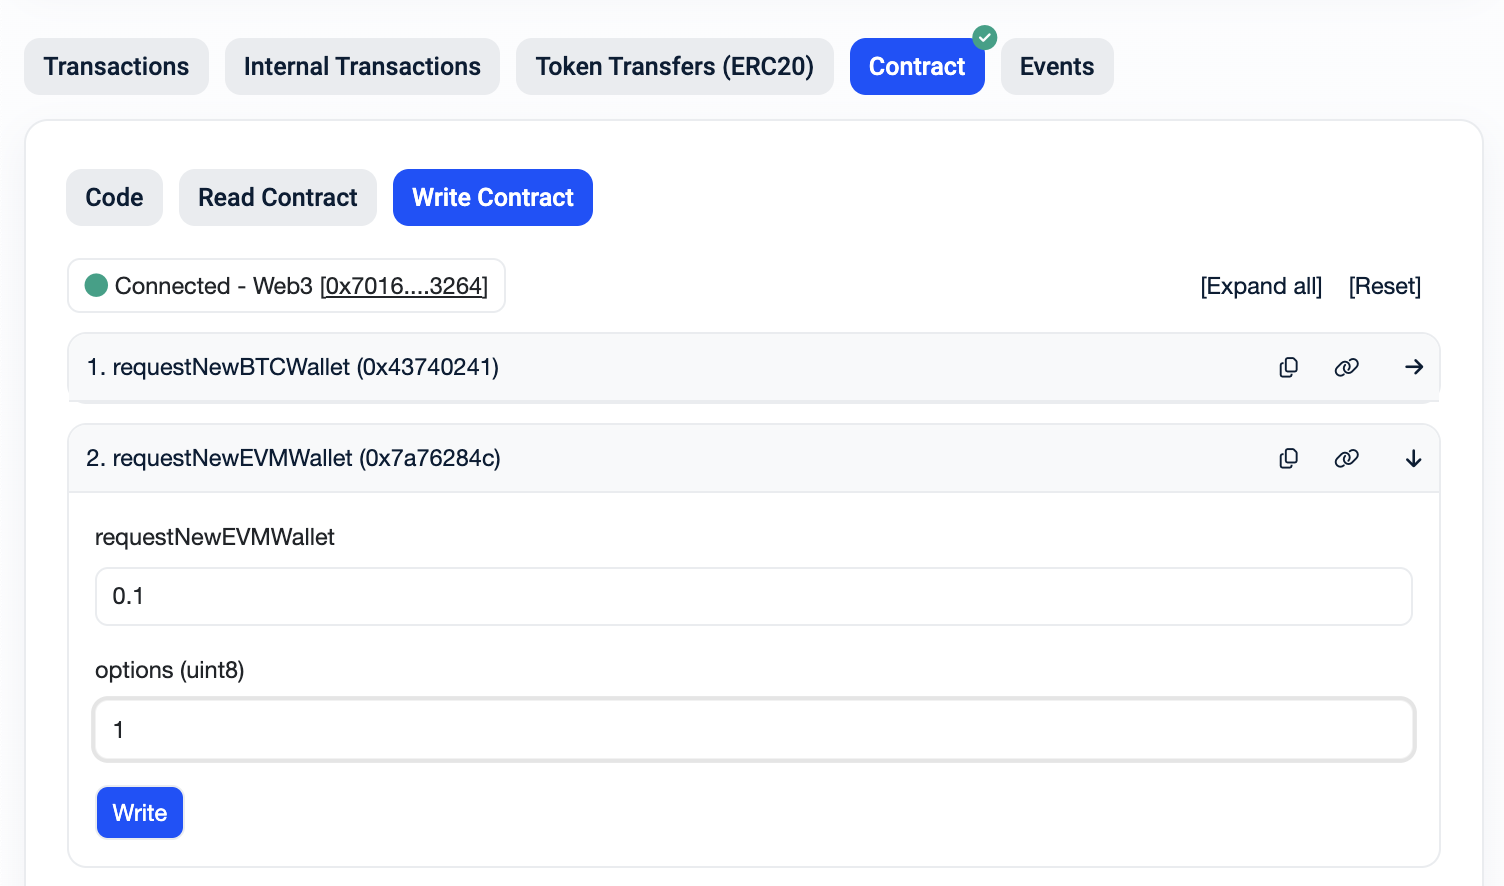 Transactions Internal Transactions Token Transfers (ERC20) Contract Events
Code Read Contract Write Contract
Connected - Web3 [0x7016....3264] [Expand all] [Reset]
1. requestNewBTCWallet (0x43740241)
2. requestNewEVMWallet (0x7a76284c)
requestNewEVMWallet
0.1
options (uint8)
1
Write